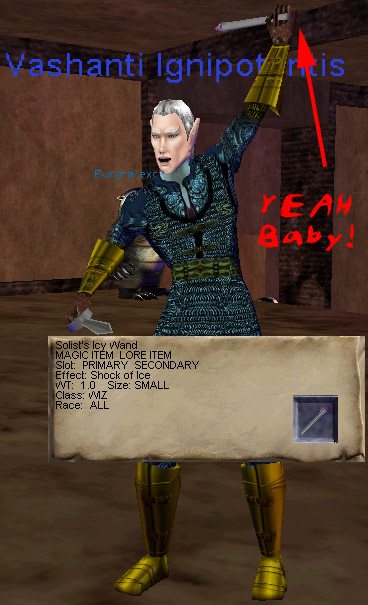 Vashanti Ignipotentis
YEAH
Baby!
Solist's Icy Wand
MAGIC ITEM LORE ITEM
Slot: PRIMARY SECONDARY
Effect: Shock of Ice
WT: 1.0 Size: SMALL
Class: WIZ
Race: ALL